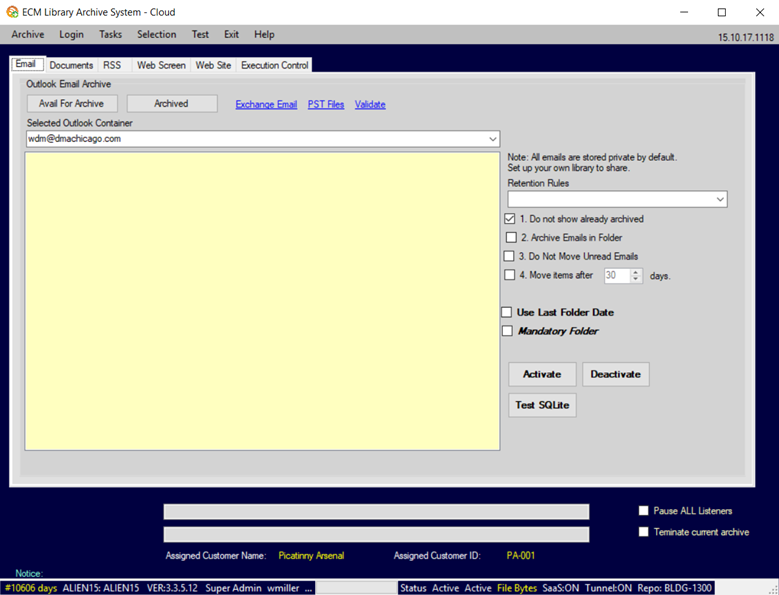 ECM Library Archive System - Cloud
Archive Login Tasks Selection Test Exit Help
15.10.17.1118
Email Documents RSS Web Screen Web Site Execution Control
Outlook Email Archive
Avail For Archive Archived Exchange Email PST Files Validate
Selected Outlook Container
wdm@dmachicago.com
Note: All emails are stored private by default.
Set up your own library to share.
Retention Rules
1. Do not show already archived
2. Archive Emails in Folder
3. Do Not Move Unread Emails
4. Move items after 30 days.
Use Last Folder Date
Mandatory Folder
Activate Deactivate
Test SQLite
Pause ALL Listeners
Teminate current archive
Assigned Customer Name: Picatinny Arsenal Assigned Customer ID: PA-001
Notice:
#10606 days ALIEN15: ALIEN15 VER:3.3.5.12 Super Admin wmiller ... Status Active Active File Bytes SaaS:ON Tunnel:ON Repo: BLDG-1300